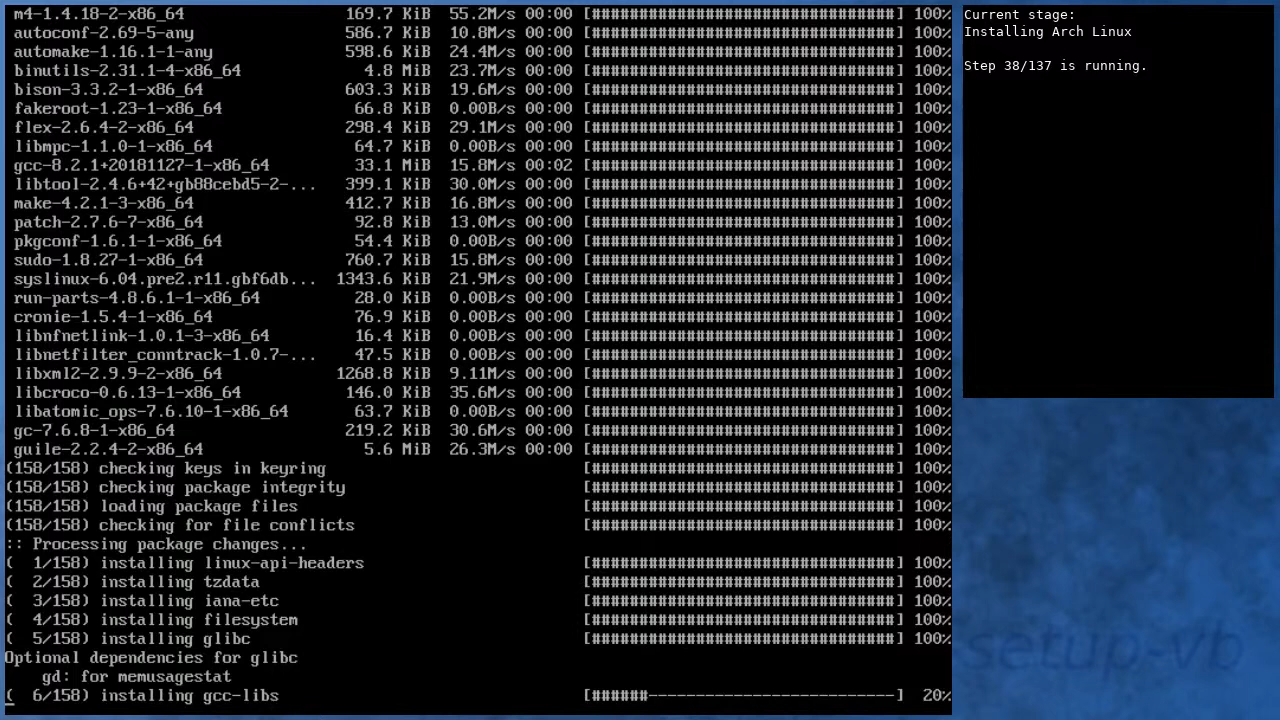 m4-1.4.18-2-x86_64 169.7 KiB 55.2M/s 00:00 [################################] 100%
autoconf-2.69-5-any 586.7 KiB 10.8M/s 00:00 [################################] 100%
automake-1.16.1-1-any 598.6 KiB 24.4M/s 00:00 [################################] 100%
binutils-2.31.1-4-x86_64 4.8 MiB 23.7M/s 00:00 [################################] 100%
bison-3.3.2-1-x86_64 603.3 KiB 19.6M/s 00:00 [################################] 100%
fakeroot-1.23-1-x86_64 66.8 KiB 0.00B/s 00:00 [################################] 100%
flex-2.6.4-2-x86_64 298.4 KiB 29.1M/s 00:00 [################################] 100%
libmpc-1.1.0-1-x86_64 64.7 KiB 0.00B/s 00:00 [################################] 100%
gcc-8.2.1+20181127-1-x86_64 33.1 MiB 15.8M/s 00:02 [################################] 100%
libtool-2.4.6+42+gb88cebd5-2-... 399.1 KiB 30.0M/s 00:00 [################################] 100%
make-4.2.1-3-x86_64 412.7 KiB 16.8M/s 00:00 [################################] 100%
patch-2.7.6-7-x86_64 92.8 KiB 13.0M/s 00:00 [################################] 100%
pkgconf-1.6.1-1-x86_64 54.4 KiB 0.00B/s 00:00 [################################] 100%
sudo-1.8.27-1-x86_64 760.7 KiB 15.8M/s 00:00 [################################] 100%
syslinux-6.04.pre2.r11.gbf6db... 1343.6 KiB 21.9M/s 00:00 [################################] 100%
run-parts-4.8.6.1-1-x86_64 28.0 KiB 0.00B/s 00:00 [################################] 100%
cronie-1.5.4-1-x86_64 76.9 KiB 0.00B/s 00:00 [################################] 100%
libnfnetlink-1.0.1-3-x86_64 16.4 KiB 0.00B/s 00:00 [################################] 100%
libnetfilter_conntrack-1.0.7-... 47.5 KiB 0.00B/s 00:00 [################################] 100%
libxml2-2.9.9-2-x86_64 1268.8 KiB 9.11M/s 00:00 [################################] 100%
libcroco-0.6.13-1-x86_64 146.0 KiB 35.6M/s 00:00 [################################] 100%
libatomic_ops-7.6.10-1-x86_64 63.7 KiB 0.00B/s 00:00 [################################] 100%
gc-7.6.8-1-x86_64 219.2 KiB 30.6M/s 00:00 [################################] 100%
guile-2.2.4-2-x86_64 5.6 MiB 26.3M/s 00:00 [################################] 100%
(158/158) checking keys in keyring [################################] 100%
(158/158) checking package integrity [################################] 100%
(158/158) loading package files [################################] 100%
(158/158) checking for file conflicts [################################] 100%
:: Processing package changes...
( 1/158) installing linux-api-headers [################################] 100%
( 2/158) installing tzdata [################################] 100%
( 3/158) installing iana-etc [################################] 100%
( 4/158) installing filesystem [################################] 100%
( 5/158) installing glibc [################################] 100%
Optional dependencies for glibc
gd: for memusagestat
( 6/158) installing gcc-libs [######--------------------------] 20%
Current stage:
Installing Arch Linux
Step 38/137 is running.
setup-vb